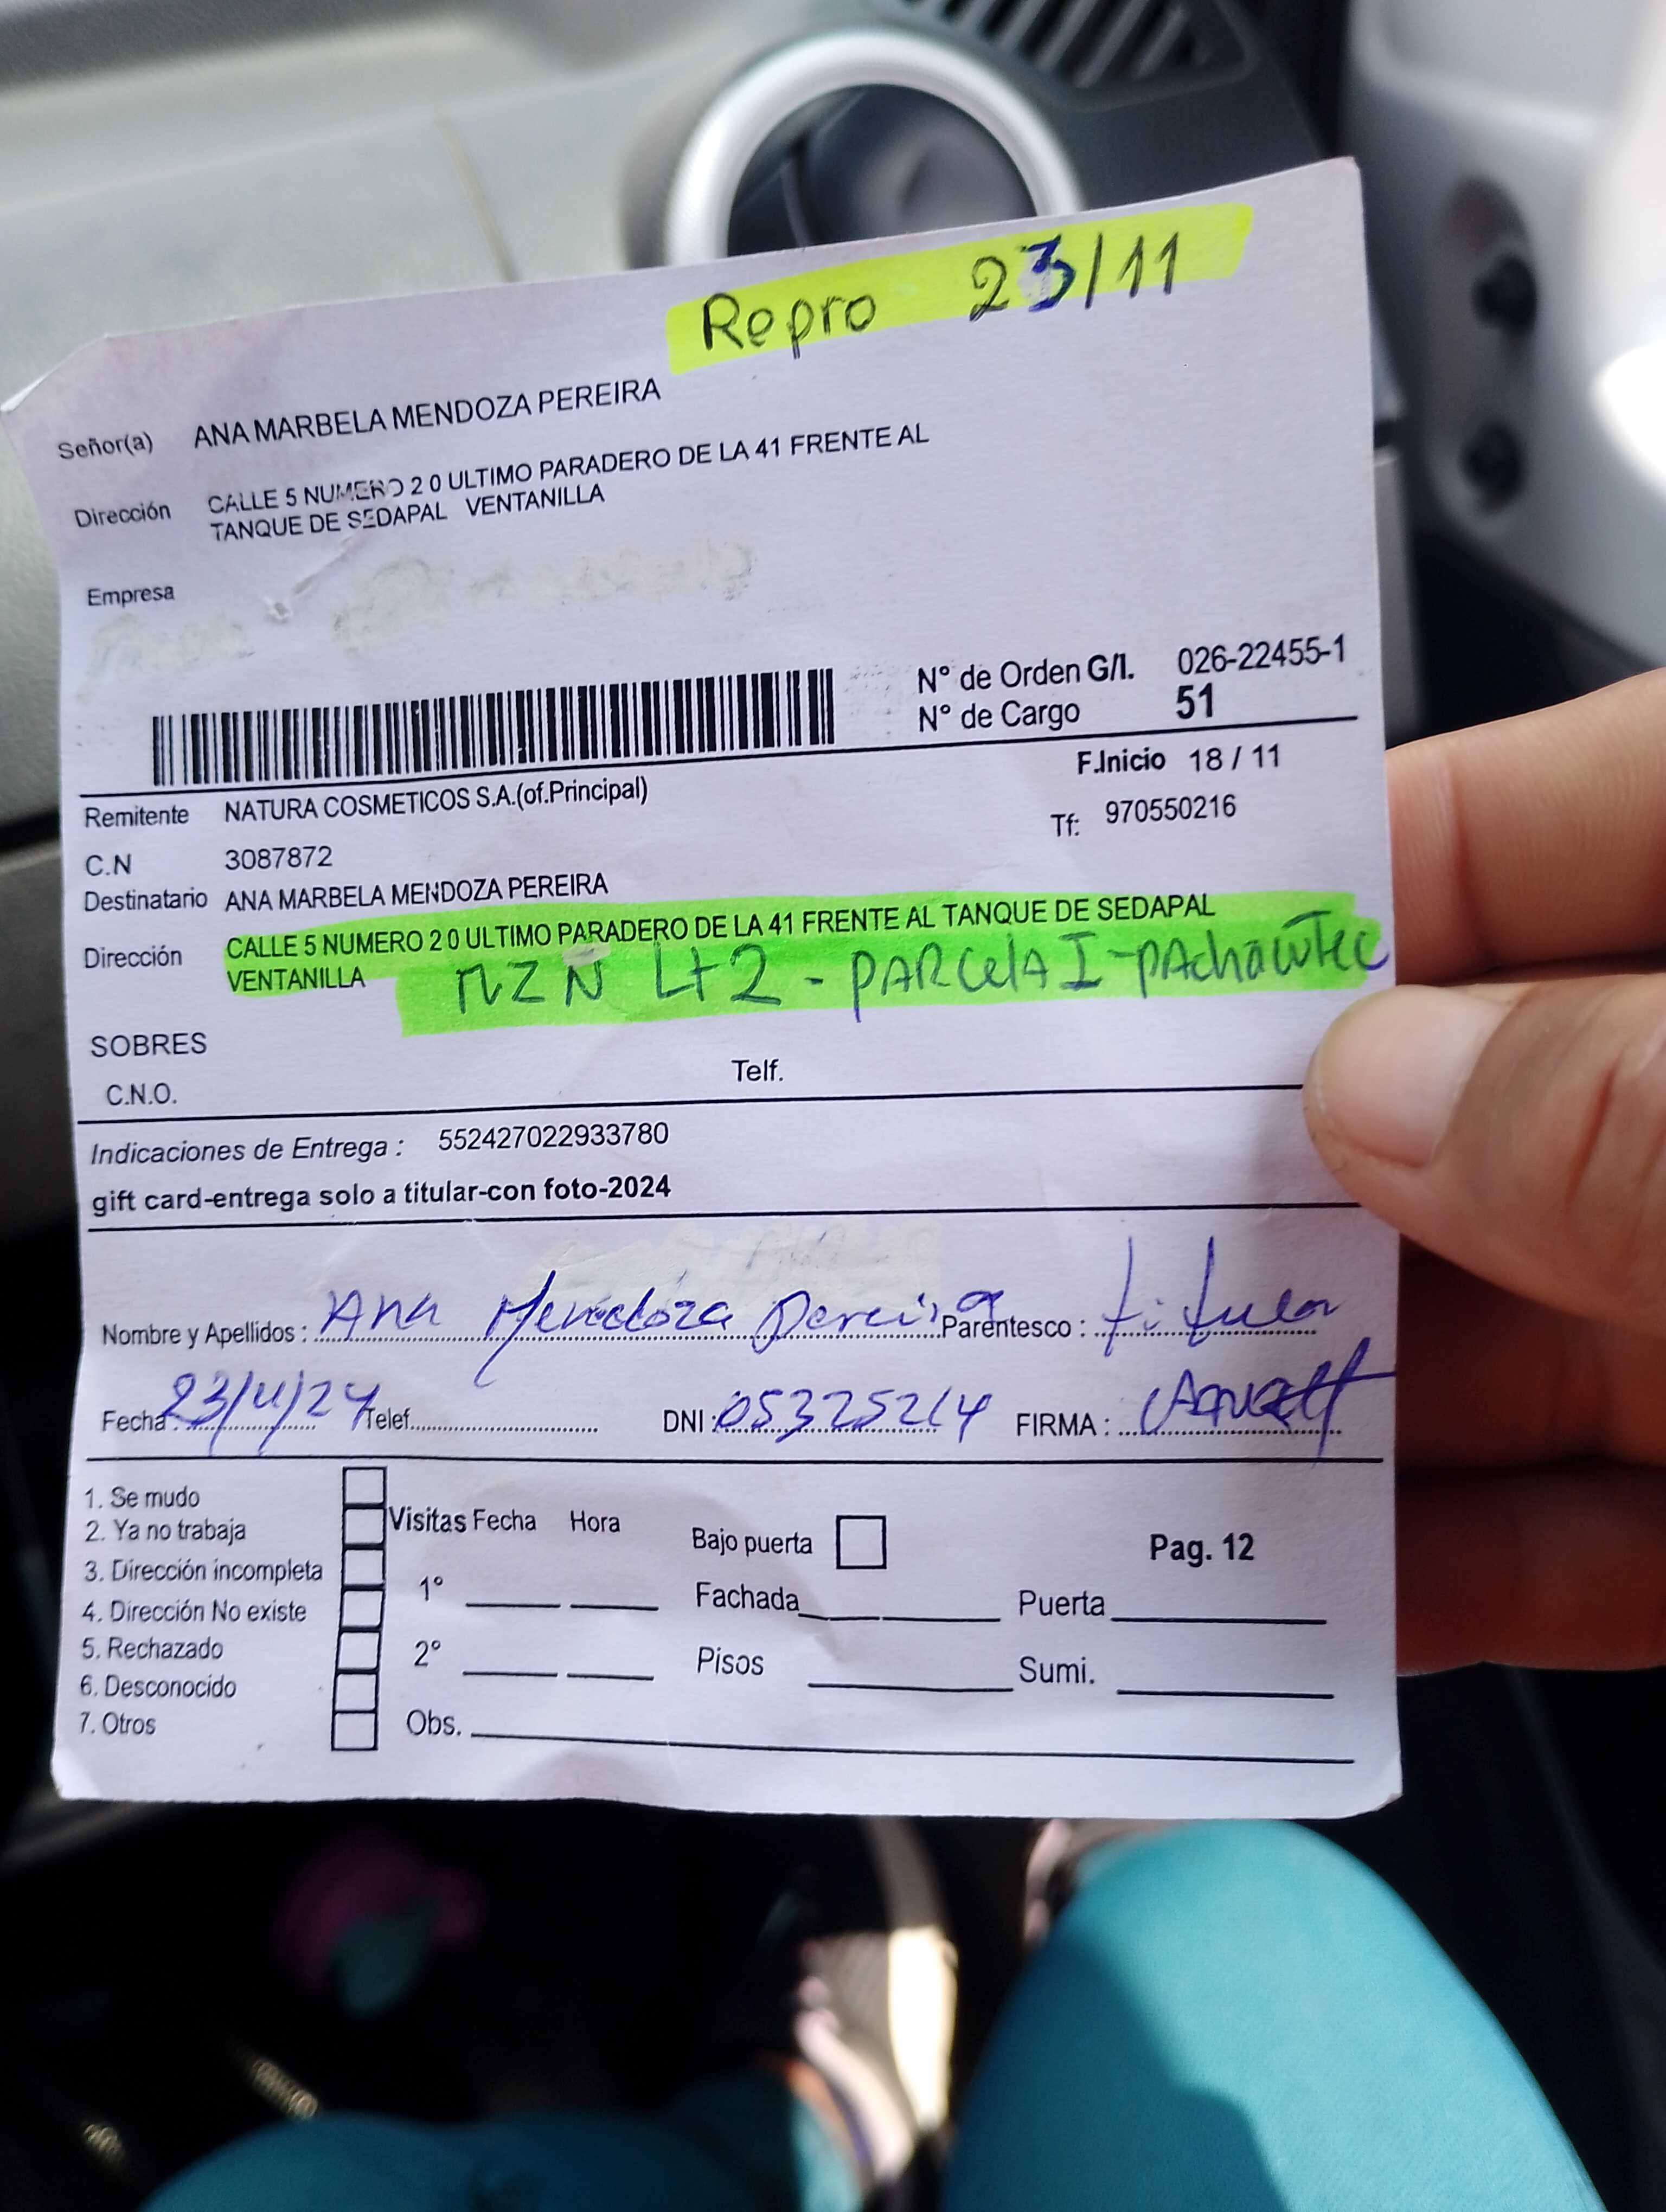 Repro 23/11
Señor(a) ANA MARBELA MENDOZA PEREIRA
Dirección CALLE 5 NUMERO 2 0 ULTIMO PARADERO DE LA 41 FRENTE AL
TANQUE DE SEDAPAL VENTANILLA
Empresa
N° de Orden G/I. 026-22455-1
N° de Cargo 51
F.Inicio 18 / 11
Remitente NATURA COSMETICOS S.A.(of.Principal)
Tf: 970550216
C.N 3087872
Destinatario ANA MARBELA MENDOZA PEREIRA
Dirección CALLE 5 NUMERO 2 0 ULTIMO PARADERO DE LA 41 FRENTE AL TANQUE DE SEDAPAL
VENTANILLA MZ Ñ Lt 2 - PARCelA I - PAchacutec
SOBRES
C.N.O. Telf.
Indicaciones de Entrega : 552427022933780
gift card-entrega solo a titular-con foto-2024
Nombre y Apellidos : Ana Mendoza Pereira Parentesco : titular
Fecha : 23/11/24 Telef. DNI : 05325214 FIRMA :
1. Se mudo
2. Ya no trabaja
3. Dirección incompleta
4. Dirección No existe
5. Rechazado
6. Desconocido
7. Otros
Visitas Fecha Hora
1°
2°
Obs.
Bajo puerta
Fachada
Pisos
Pag. 12
Puerta
Sumi.